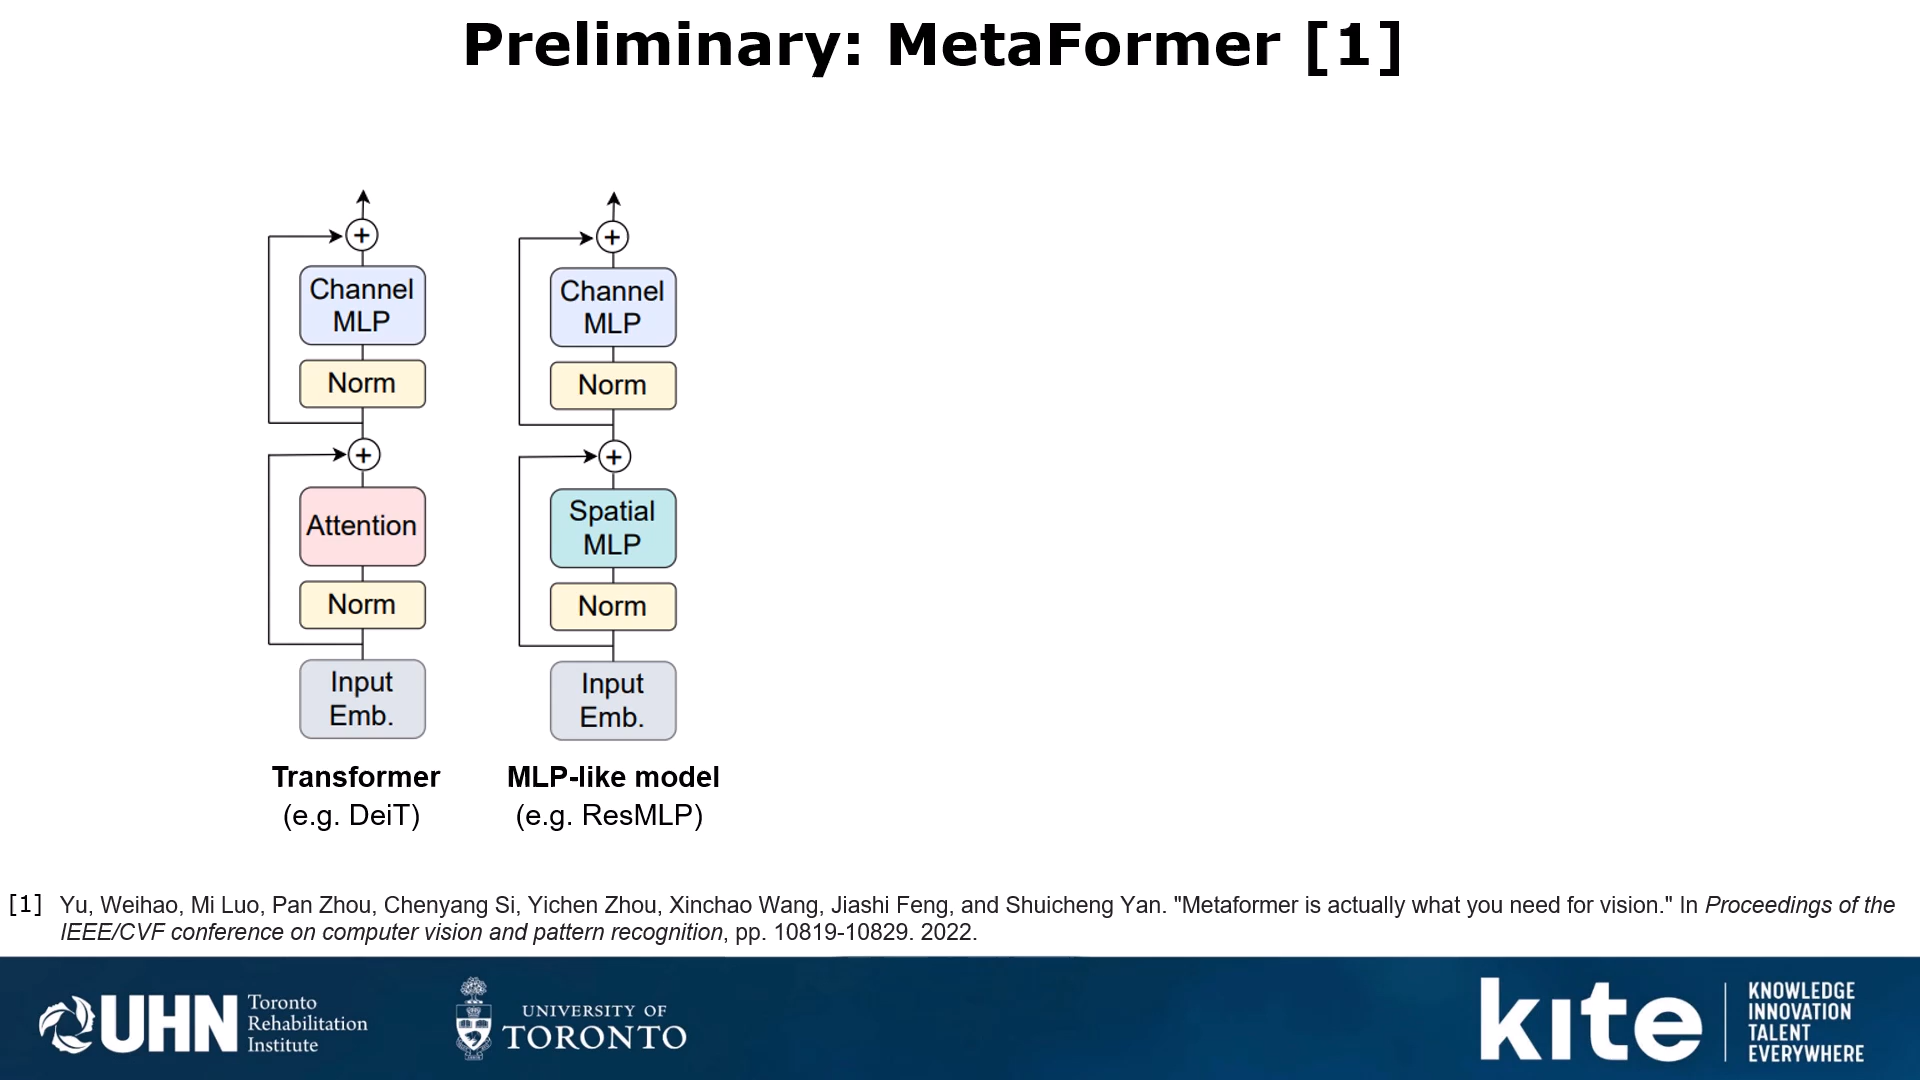 Preliminary: MetaFormer [1]
+
Channel
MLP
Norm
+
Attention
Norm
Input
Emb.
Transformer
(e.g. DeiT)
+
Channel
MLP
Norm
+
Spatial
MLP
Norm
Input
Emb.
MLP-like model
(e.g. ResMLP)
[1] Yu, Weihao, Mi Luo, Pan Zhou, Chenyang Si, Yichen Zhou, Xinchao Wang, Jiashi Feng, and Shuicheng Yan. "Metaformer is actually what you need for vision." In Proceedings of the
IEEE/CVF conference on computer vision and pattern recognition, pp. 10819-10829. 2022.
UHN
Toronto
Rehabilitation
Institute
UNIVERSITY OF
TORONTO
kite
KNOWLEDGE
INNOVATION
TALENT
EVERYWHERE